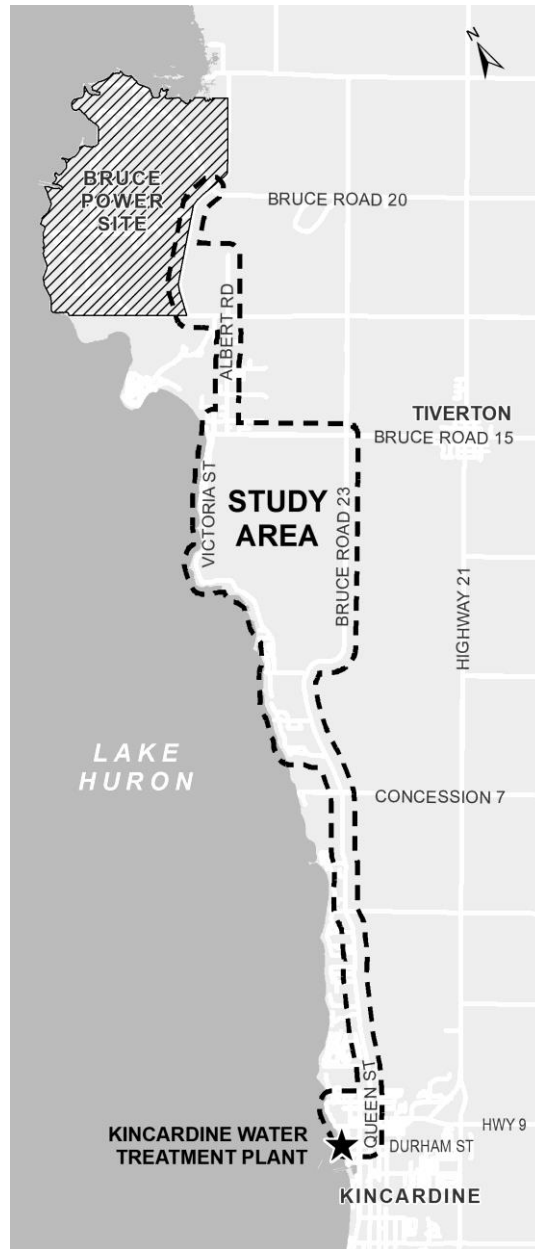 N
BRUCE
POWER
SITE
BRUCE ROAD 20
ALBERT RD
TIVERTON
BRUCE ROAD 15
VICTORIA ST
STUDY
AREA
BRUCE ROAD 23
HIGHWAY 21
LAKE
HURON
CONCESSION 7
QUEEN ST
HWY 9
KINCARDINE WATER
TREATMENT PLANT
DURHAM ST
KINCARDINE